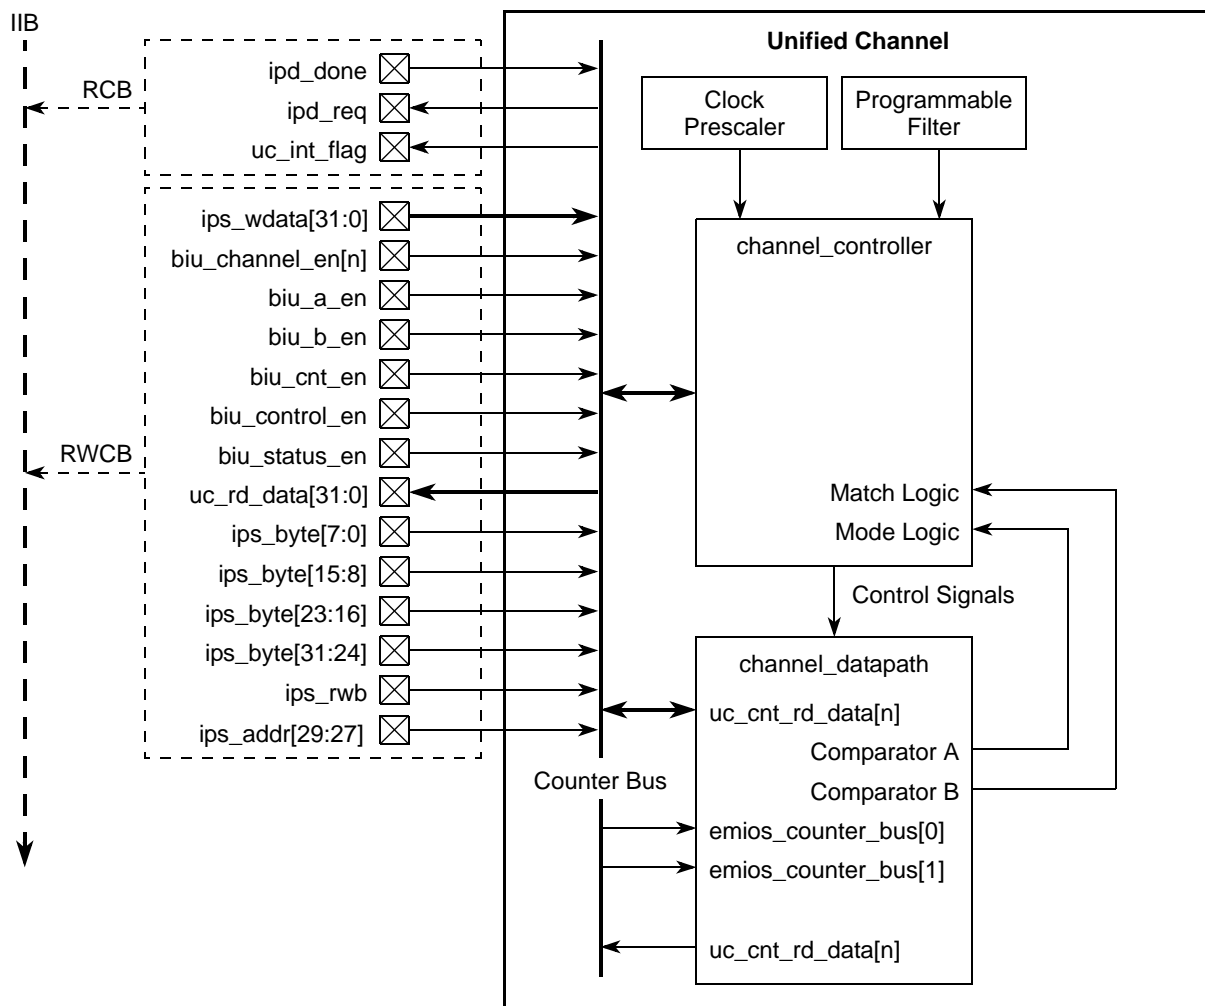 IIB
Unified Channel
RCB
ipd_done
ipd_req
uc_int_flag
Clock
Prescaler
Programmable
Filter
RWCB
ips_wdata[31:0]
biu_channel_en[n]
biu_a_en
biu_b_en
biu_cnt_en
biu_control_en
biu_status_en
uc_rd_data[31:0]
ips_byte[7:0]
ips_byte[15:8]
ips_byte[23:16]
ips_byte[31:24]
ips_rwb
ips_addr[29:27]
channel_controller
Match Logic
Mode Logic
Control Signals
channel_datapath
uc_cnt_rd_data[n]
Comparator A
Comparator B
Counter Bus
emios_counter_bus[0]
emios_counter_bus[1]
uc_cnt_rd_data[n]